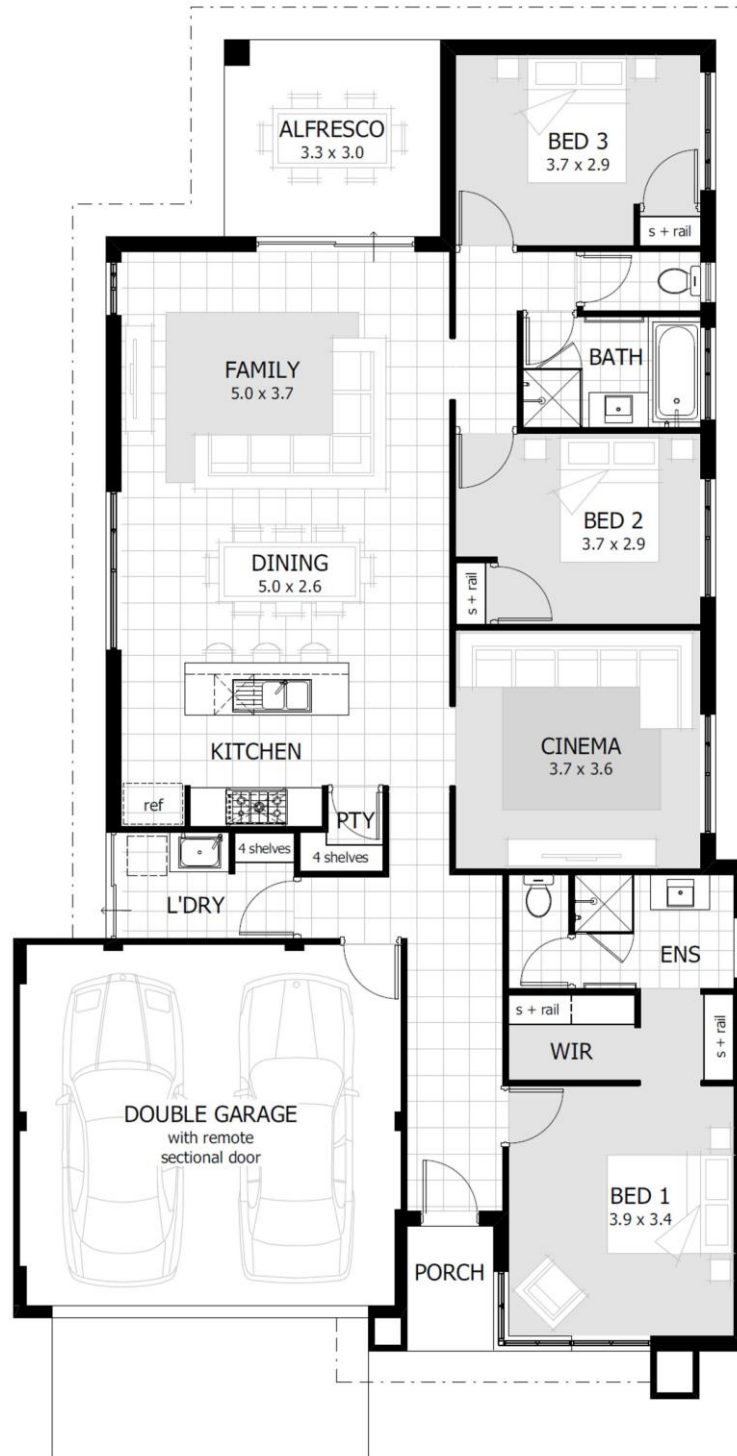 ALFRESCO
3.3 x 3.0
BED 3
3.7 x 2.9
s + rail
BATH
FAMILY
5.0 x 3.7
BED 2
3.7 x 2.9
s + rail
DINING
5.0 x 2.6
KITCHEN
CINEMA
3.7 x 3.6
ref
PTY
4 shelves
4 shelves
L'DRY
ENS
s + rail
s + rail
WIR
DOUBLE GARAGE
with remote
sectional door
BED 1
3.9 x 3.4
PORCH